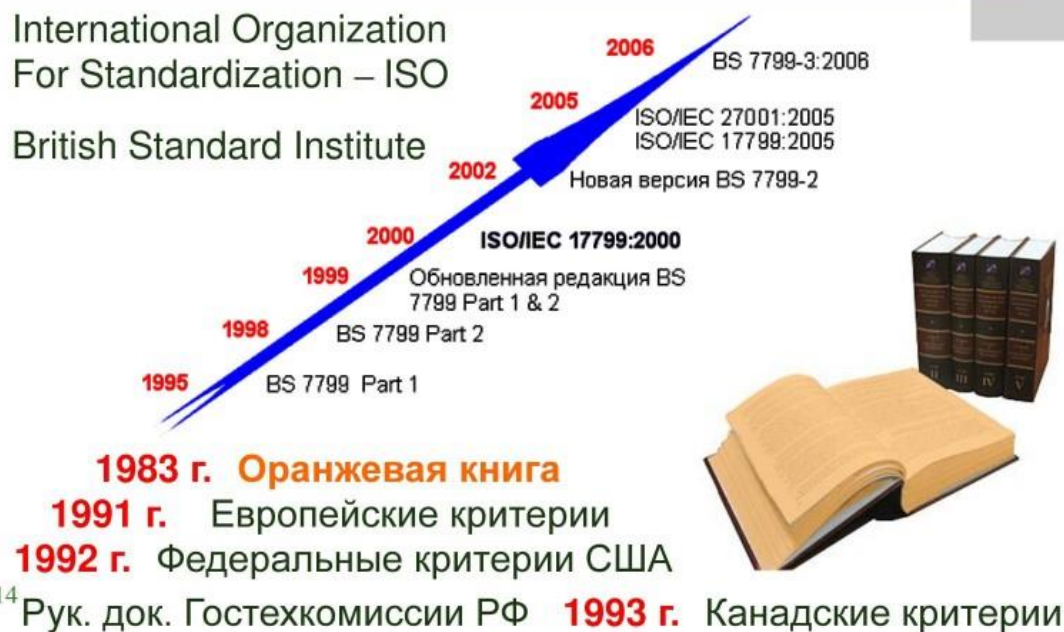 International Organization
For Standardization – ISO
British Standard Institute
2006
BS 7799-3:2006
2005
ISO/IEC 27001:2005
ISO/IEC 17799:2005
2002
Новая версия BS 7799-2
2000
ISO/IEC 17799:2000
1999
Обновленная редакция BS
7799 Part 1 & 2
1998
BS 7799 Part 2
1995
BS 7799 Part 1
1983 г. Оранжевая книга
1991 г. Европейские критерии
1992 г. Федеральные критерии США
14
Рук. док. Гостехкомиссии РФ 1993 г. Канадские критерии
II
III
IV
V